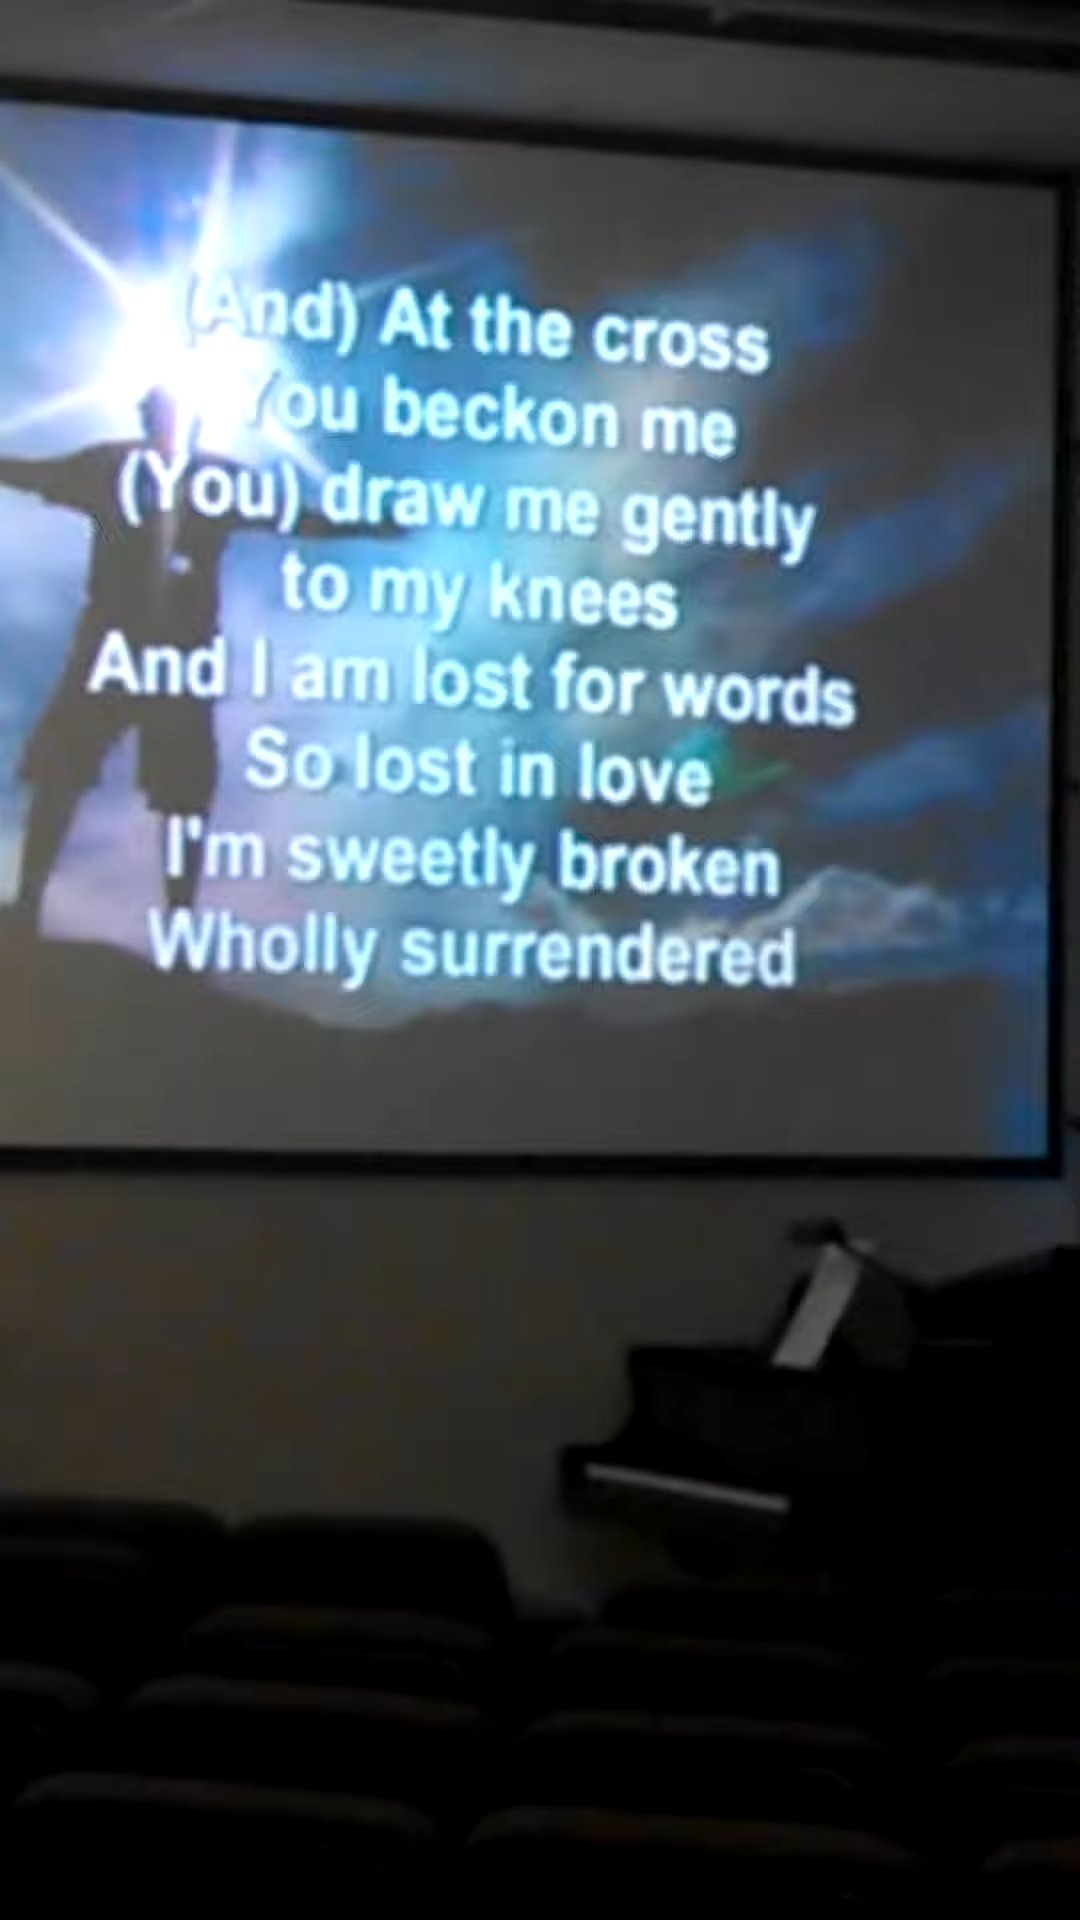 (And) At the cross
You beckon me
(You) draw me gently
to my knees
And I am lost for words
So lost in love
I'm sweetly broken
Wholly surrendered